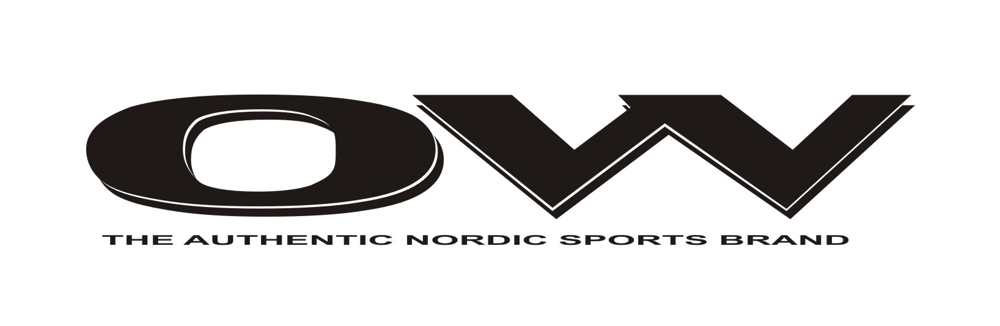 OW
THE AUTHENTIC NORDIC SPORTS BRAND